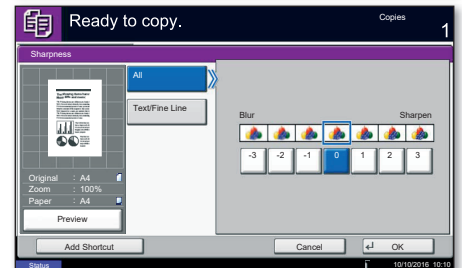 Ready to copy.
Copies
1
Sharpness
All
Text/Fine Line
Blur
Sharpen
-3 -2 -1 0 1 2 3
Original : A4
Zoom : 100%
Paper : A4
Preview
Add Shortcut
Cancel
OK
Status
10/10/2016 10:10